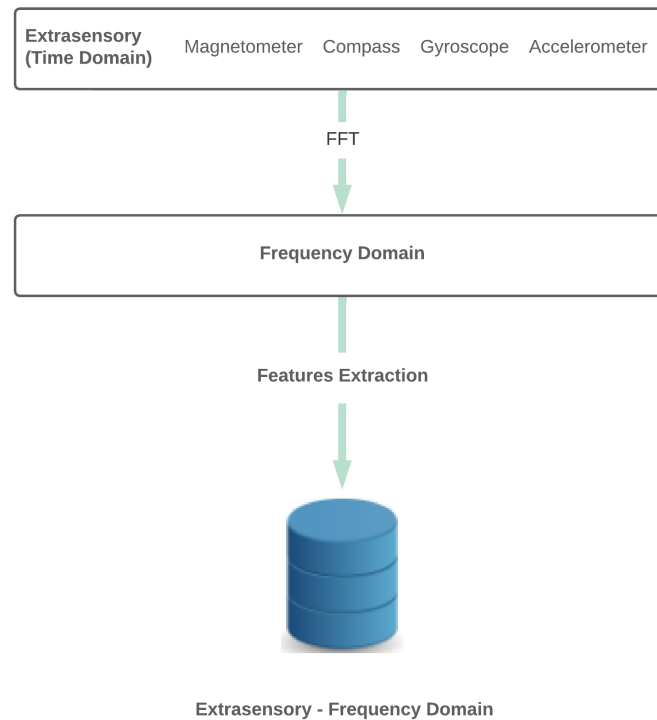 Extrasensory
(Time Domain)
Magnetometer Compass Gyroscope Accelerometer
FFT
Frequency Domain
Features Extraction
Extrasensory - Frequency Domain